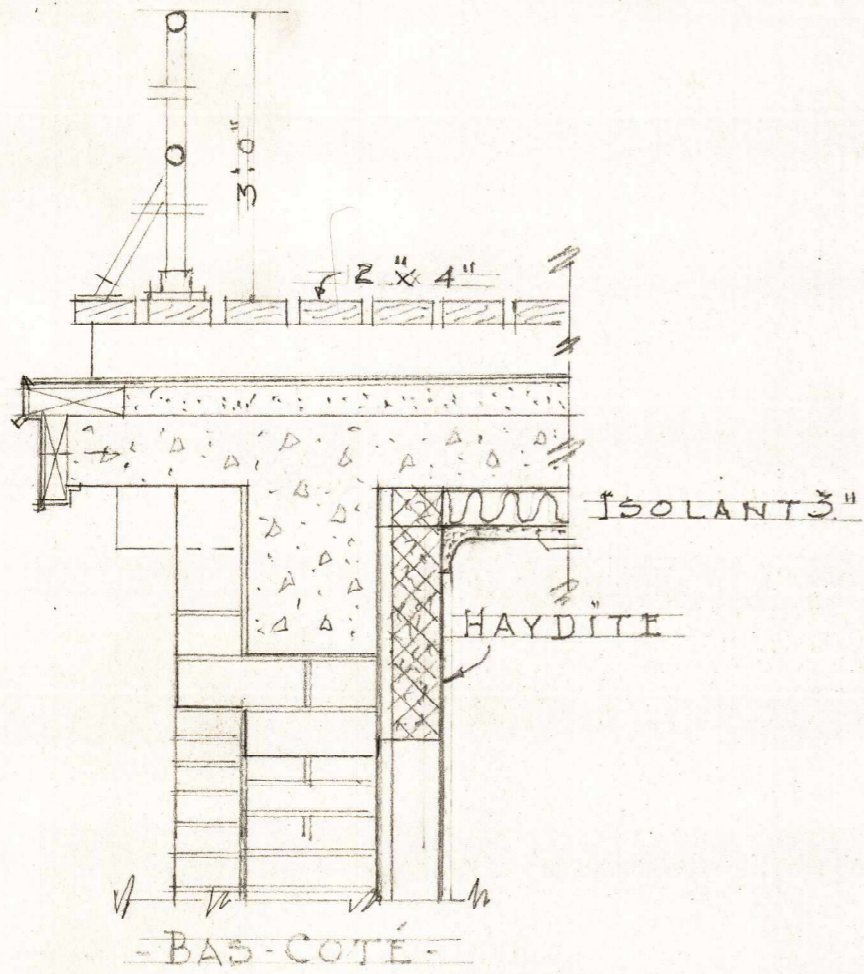 3'.0"
2" x 4"
ISOLANT 3"
HAYDITE
- BAS-COTÉ -